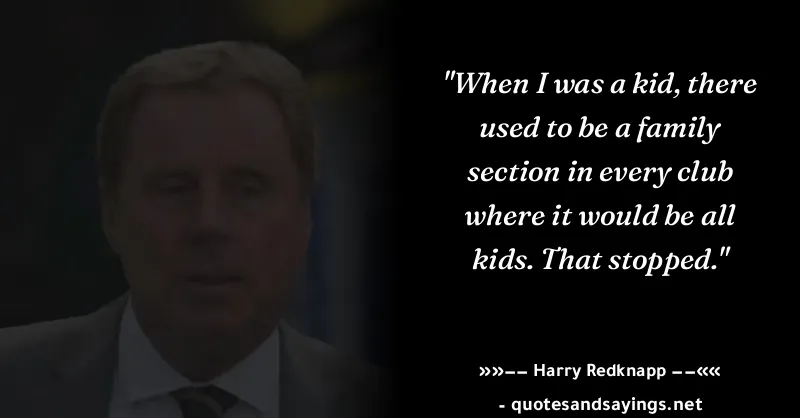 "When I was a kid, there
used to be a family
section in every club
where it would be all
kids. That stopped."
»»−− Harry Redknapp −−««
- quotesandsayings.net